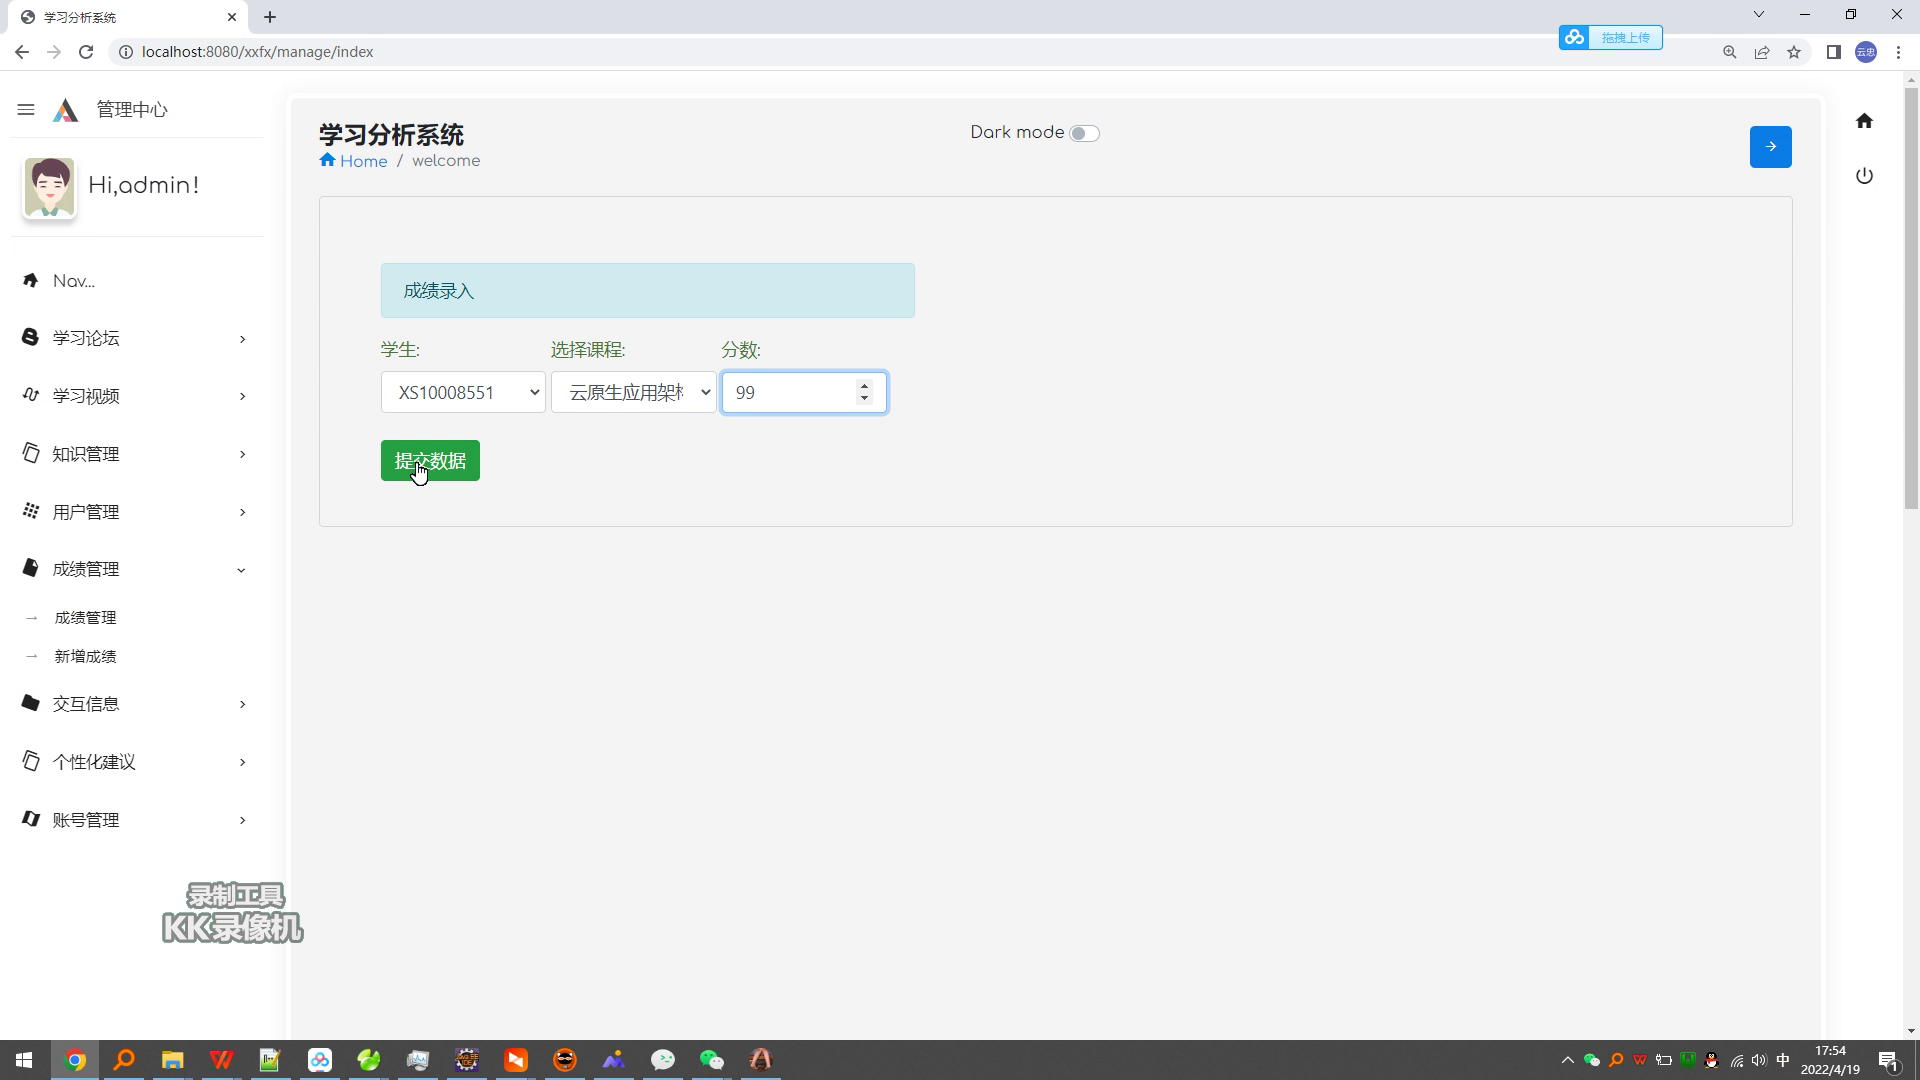 学习分析系统
localhost:8080/xxfx/manage/index
拖拽上传
云忠
管理中心
Hi,admin!
Nav...
学习论坛
学习视频
知识管理
用户管理
成绩管理
成绩管理
新增成绩
交互信息
个性化建议
账号管理
学习分析系统
Dark mode
Home / welcome
成绩录入
学生: 选择课程: 分数:
XS10008551 云原生应用架构 99
提交数据
录制工具
KK录像机
中
17:54
2022/4/19
1